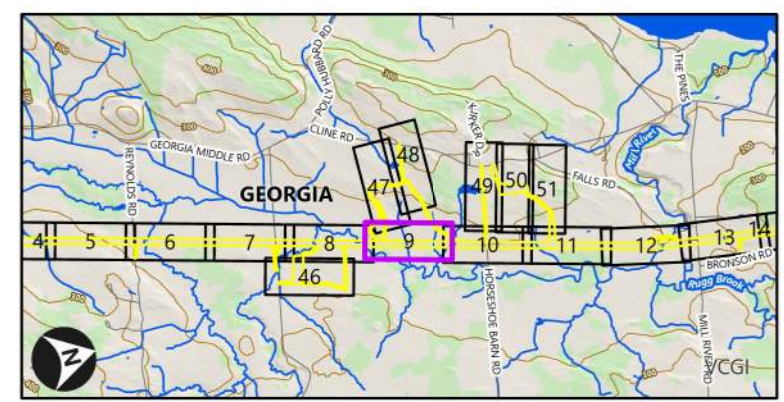 300
400
300
POLLY HUBBARD RD
300
CLINE RD
GEORGIA MIDDLE RD
REYNOLDS RD
GEORGIA
THE PINES
300
Mill River
FALLS RD
47
48
49
50
51
4
5
6
7
8
9
10
11
12
13
14
46
BRONSON RD
Rugg Brook
HORSESHOE BARN RD
MILL RIVER RD
300
400
N
VCGI